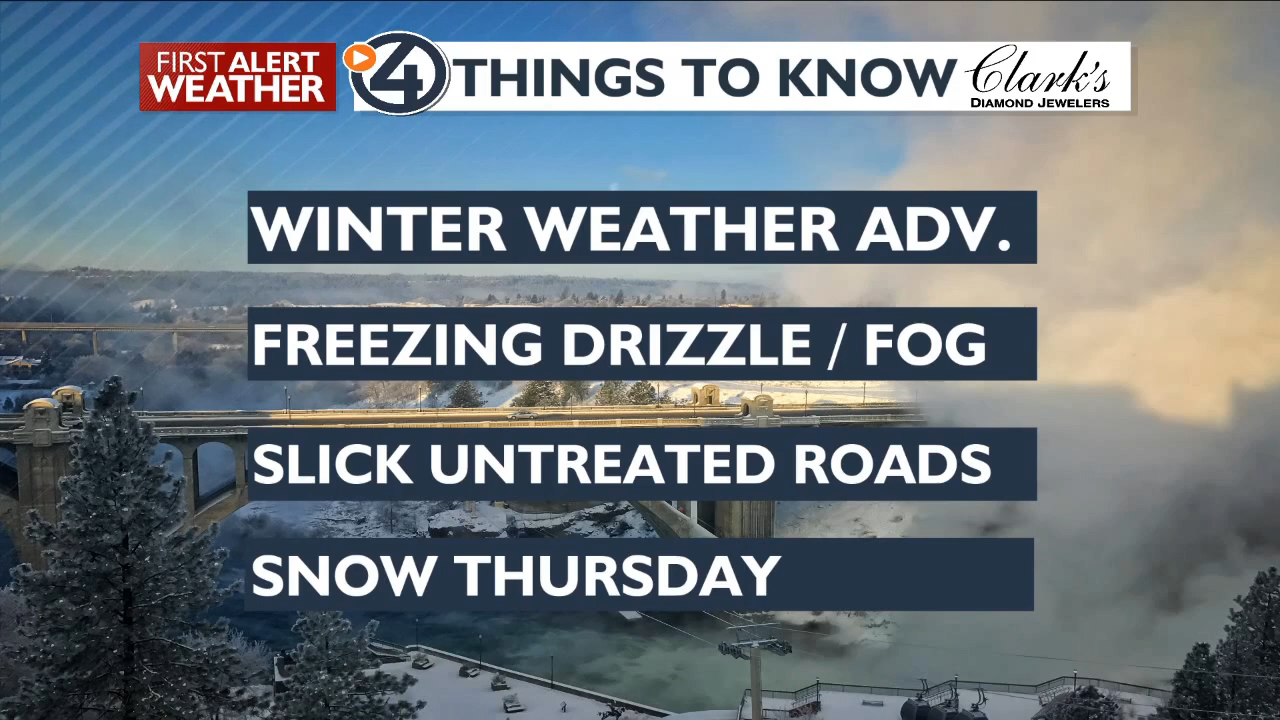 FIRST ALERT
WEATHER
4 THINGS TO KNOW
Clark's
DIAMOND JEWELERS
WINTER WEATHER ADV.
FREEZING DRIZZLE / FOG
SLICK UNTREATED ROADS
SNOW THURSDAY